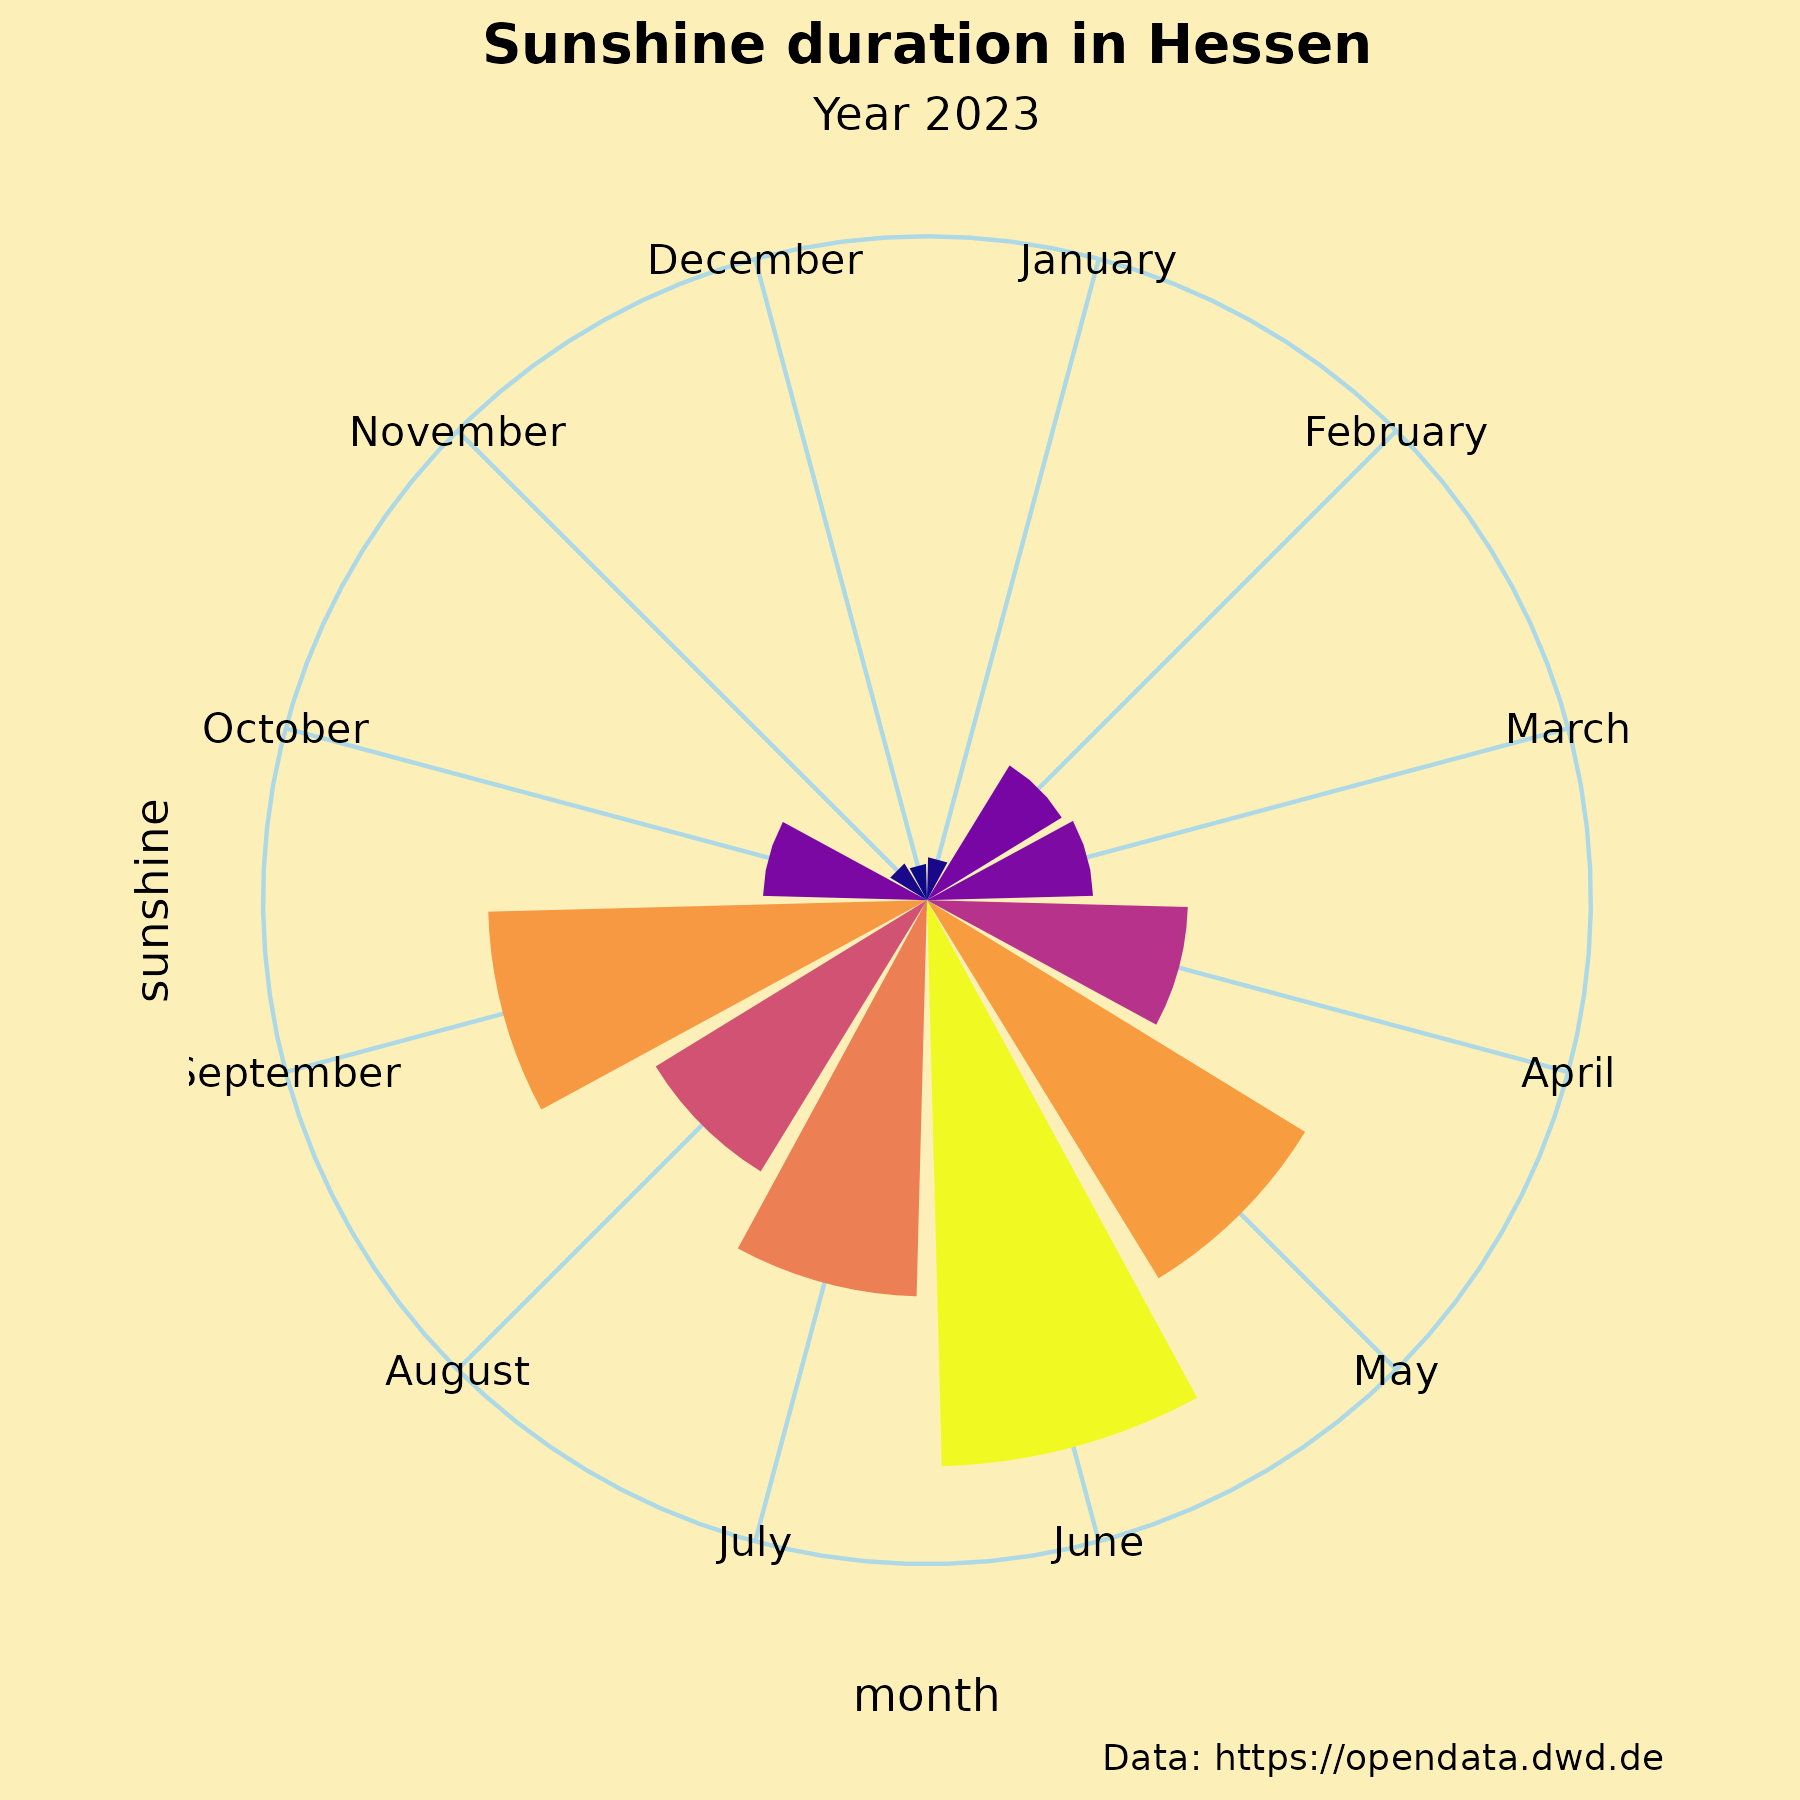 Sunshine duration in Hessen
Year 2023
December
January
November
February
October
March
sunshine
September
April
August
May
July
June
month
Data: https://opendata.dwd.de